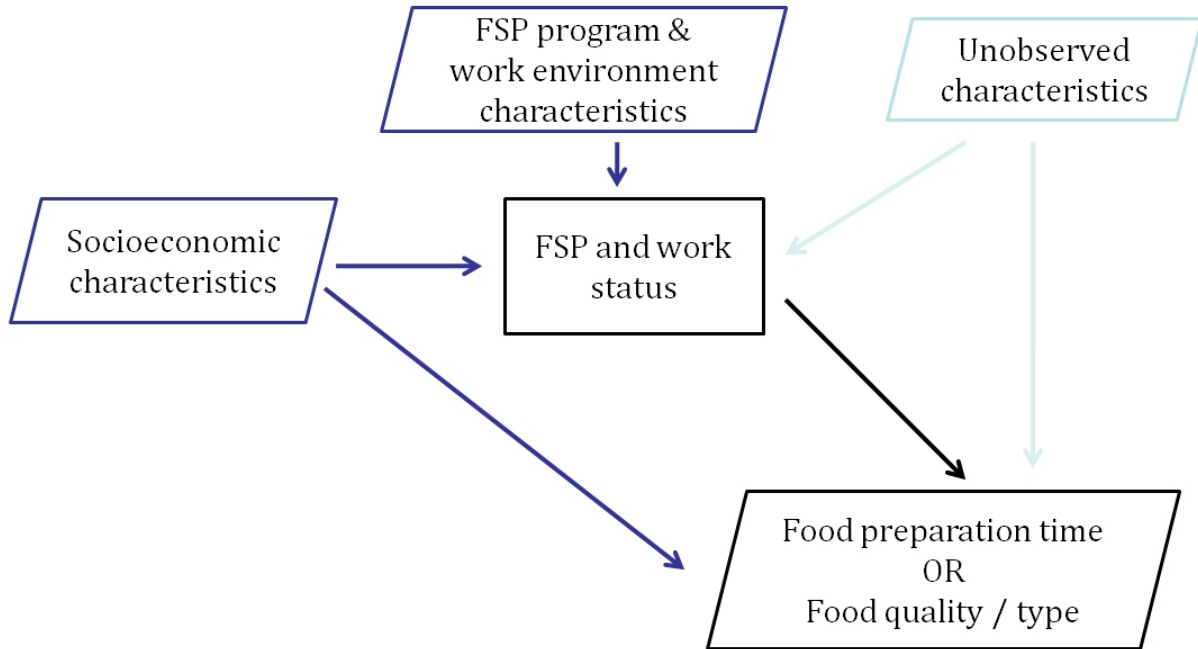 FSP program &
work environment
characteristics
Unobserved
characteristics
Socioeconomic
characteristics
FSP and work
status
Food preparation time
OR
Food quality / type